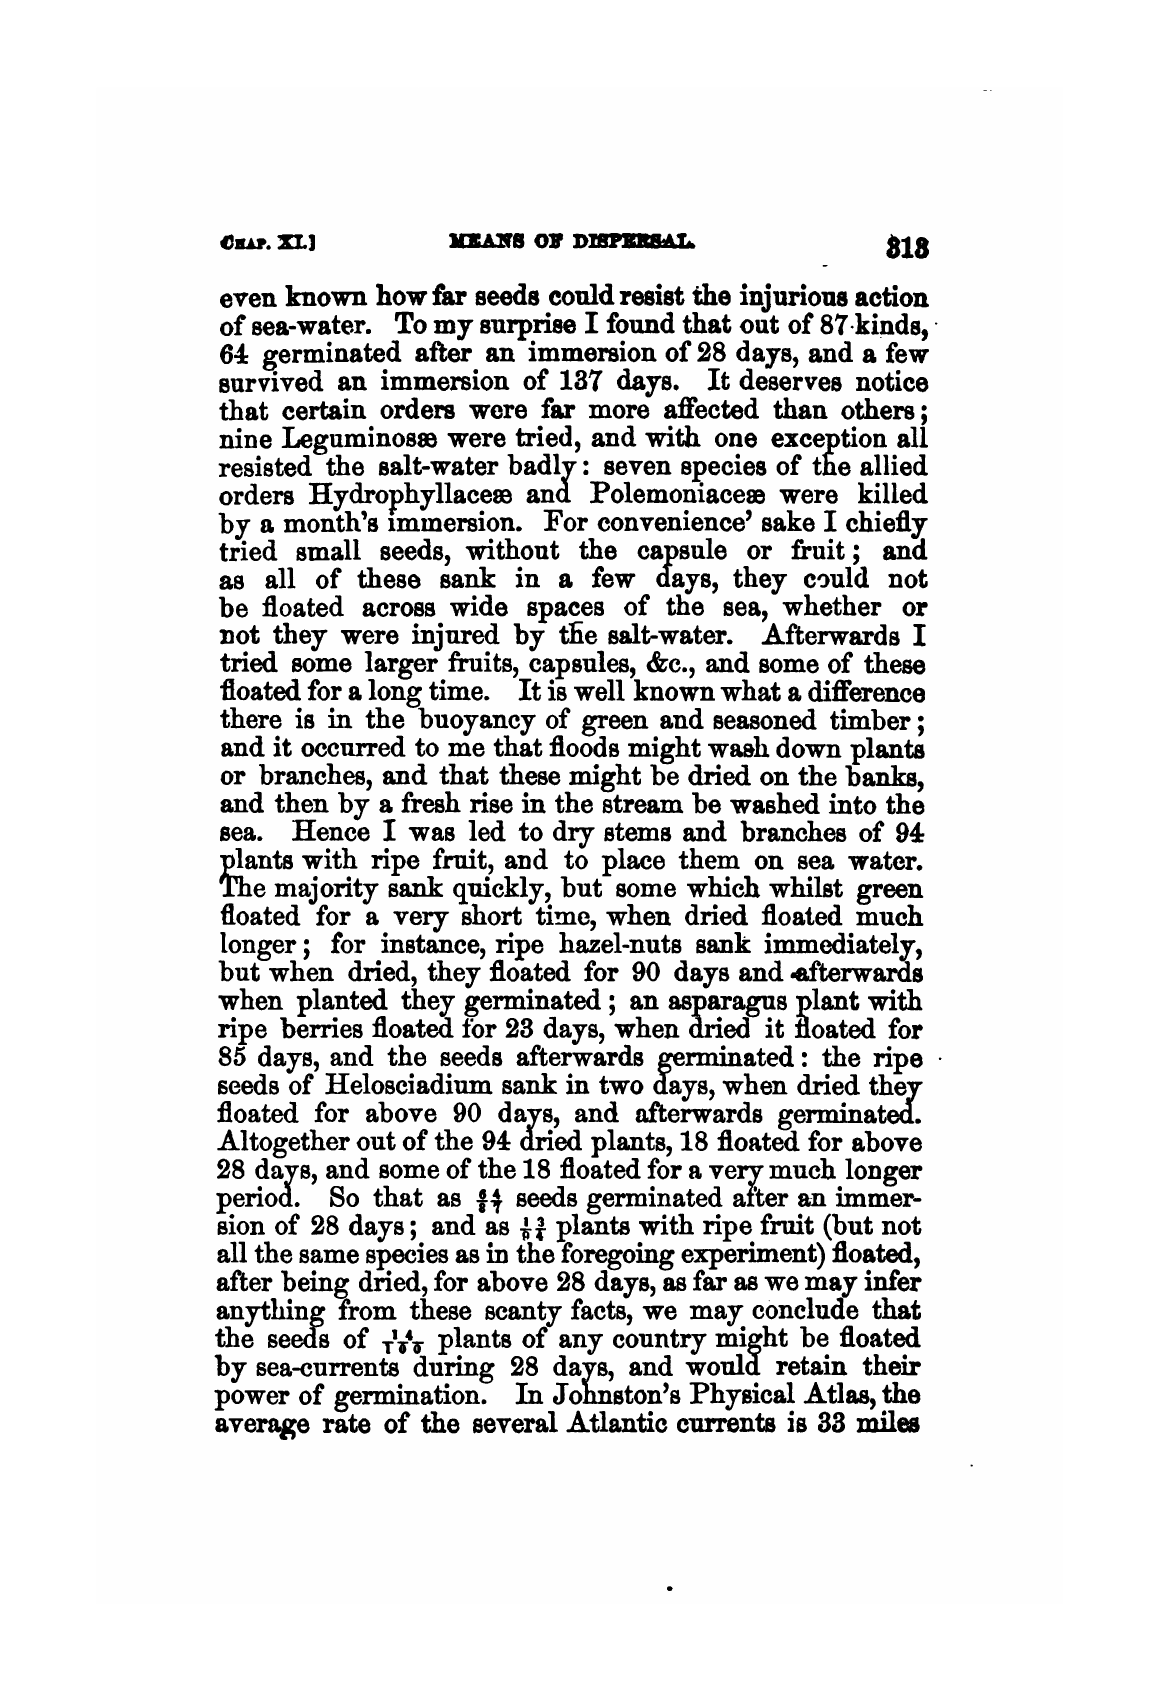 CHAP. XI.] MEANS OF DISPERSAL. 313
even known how far seeds could resist the injurious action
of sea-water. To my surprise I found that out of 87 kinds,
64 germinated after an immersion of 28 days, and a few
survived an immersion of 137 days. It deserves notice
that certain orders were far more affected than others;
nine Leguminosæ were tried, and with one exception all
resisted the salt-water badly: seven species of the allied
orders Hydrophyllaceæ and Polemoniaceæ were killed
by a month's immersion. For convenience' sake I chiefly
tried small seeds, without the capsule or fruit; and
as all of these sank in a few days, they could not
be floated across wide spaces of the sea, whether or
not they were injured by the salt-water. Afterwards I
tried some larger fruits, capsules, &c., and some of these
floated for a long time. It is well known what a difference
there is in the buoyancy of green and seasoned timber;
and it occurred to me that floods might wash down plants
or branches, and that these might be dried on the banks,
and then by a fresh rise in the stream be washed into the
sea. Hence I was led to dry stems and branches of 94
plants with ripe fruit, and to place them on sea water.
The majority sank quickly, but some which whilst green
floated for a very short time, when dried floated much
longer; for instance, ripe hazel-nuts sank immediately,
but when dried, they floated for 90 days and afterwards
when planted they germinated; an asparagus plant with
ripe berries floated for 23 days, when dried it floated for
85 days, and the seeds afterwards germinated: the ripe
seeds of Helosciadium sank in two days, when dried they
floated for above 90 days, and afterwards germinated.
Altogether out of the 94 dried plants, 18 floated for above
28 days, and some of the 18 floated for a very much longer
period. So that as 64/87 seeds germinated after an immer-
sion of 28 days; and as 18/94 plants with ripe fruit (but not
all the same species as in the foregoing experiment) floated,
after being dried, for above 28 days, as far as we may infer
anything from these scanty facts, we may conclude that
the seeds of 14/100 plants of any country might be floated
by sea-currents during 28 days, and would retain their
power of germination. In Johnston's Physical Atlas, the
average rate of the several Atlantic currents is 33 miles